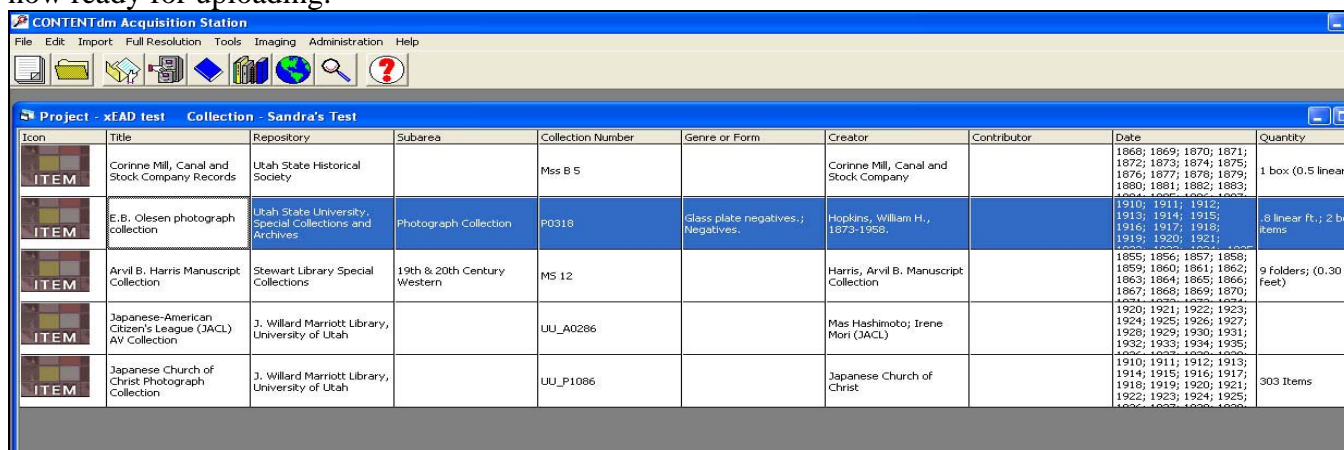 now ready for uploading.
CONTENTdm Acquisition Station
File Edit Import Full Resolution Tools Imaging Administration Help
Project - xEAD test Collection - Sandra's Test
Icon Title Repository Subarea Collection Number Genre or Form Creator Contributor Date Quantity
ITEM
Corinne Mill, Canal and
Stock Company Records
Utah State Historical
Society
Mss B 5
Corinne Mill, Canal and
Stock Company
1868; 1869; 1870; 1871;
1872; 1873; 1874; 1875;
1876; 1877; 1878; 1879;
1880; 1881; 1882; 1883;
1 box (0.5 linear
ITEM
E.B. Olesen photograph
collection
Utah State University.
Special Collections and
Archives
Photograph Collection
P0318
Glass plate negatives.;
Negatives.
Hopkins, William H.,
1873-1958.
1910; 1911; 1912;
1913; 1914; 1915;
1916; 1917; 1918;
1919; 1920; 1921;
.8 linear ft.; 2
items
ITEM
Arvil B. Harris Manuscript
Collection
Stewart Library Special
Collections
19th & 20th Century
Western
MS 12
Harris, Arvil B. Manuscript
Collection
1855; 1856; 1857; 1858;
1859; 1860; 1861; 1862;
1863; 1864; 1865; 1866;
1867; 1868; 1869; 1870;
9 folders; (0.30
feet)
ITEM
Japanese-American
Citizen's League (JACL)
AV Collection
J. Willard Marriott Library,
University of Utah
UU_A0286
Mas Hashimoto; Irene
Mori (JACL)
1920; 1921; 1922; 1923;
1924; 1925; 1926; 1927;
1928; 1929; 1930; 1931;
1932; 1933; 1934; 1935;
ITEM
Japanese Church of
Christ Photograph
Collection
J. Willard Marriott Library,
University of Utah
UU_P1086
Japanese Church of
Christ
1910; 1911; 1912; 1913;
1914; 1915; 1916; 1917;
1918; 1919; 1920; 1921;
1922; 1923; 1924; 1925;
303 Items